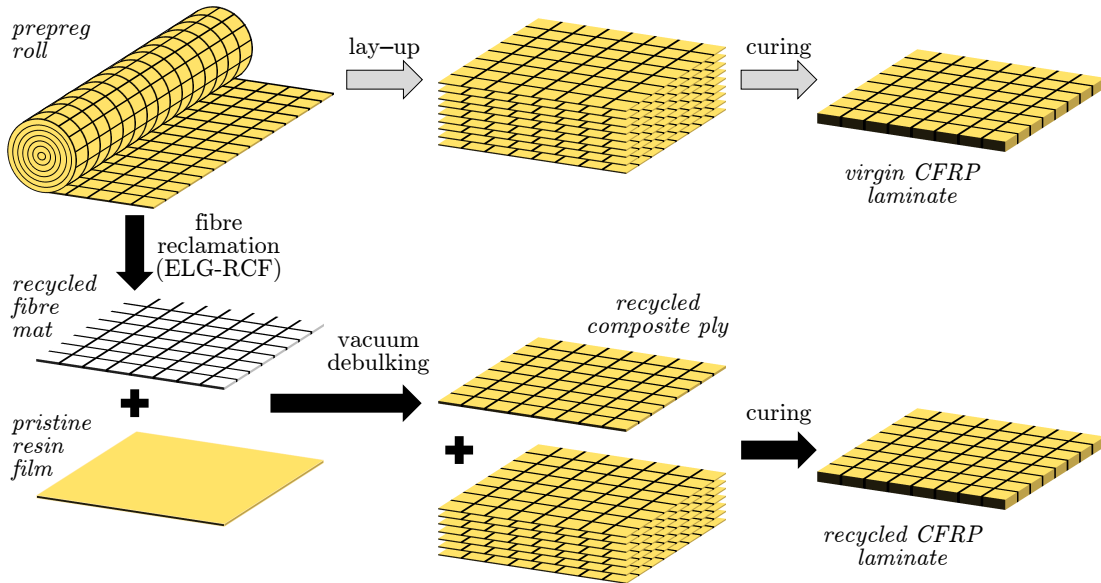 prepreg
roll
lay–up
curing
virgin CFRP
laminate
fibre
reclamation
(ELG-RCF)
recycled
fibre
mat
vacuum
debulking
recycled
composite ply
pristine
resin
film
curing
recycled CFRP
laminate